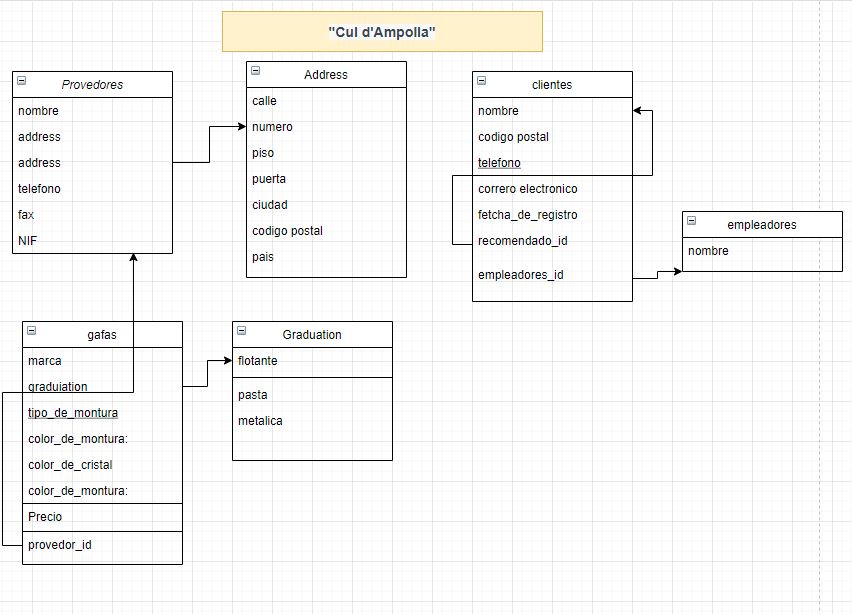 "Cul d'Ampolla"
Provedores
nombre
address
address
telefono
fax
NIF
Address
calle
numero
piso
puerta
ciudad
codigo postal
pais
clientes
nombre
codigo postal
telefono
correro electronico
fetcha_de_registro
recomendado_id
empleadores_id
empleadores
nombre
gafas
marca
graduiation
tipo_de_montura
color_de_montura:
color_de_cristal
color_de_montura:
Precio
provedor_id
Graduation
flotante
pasta
metalica